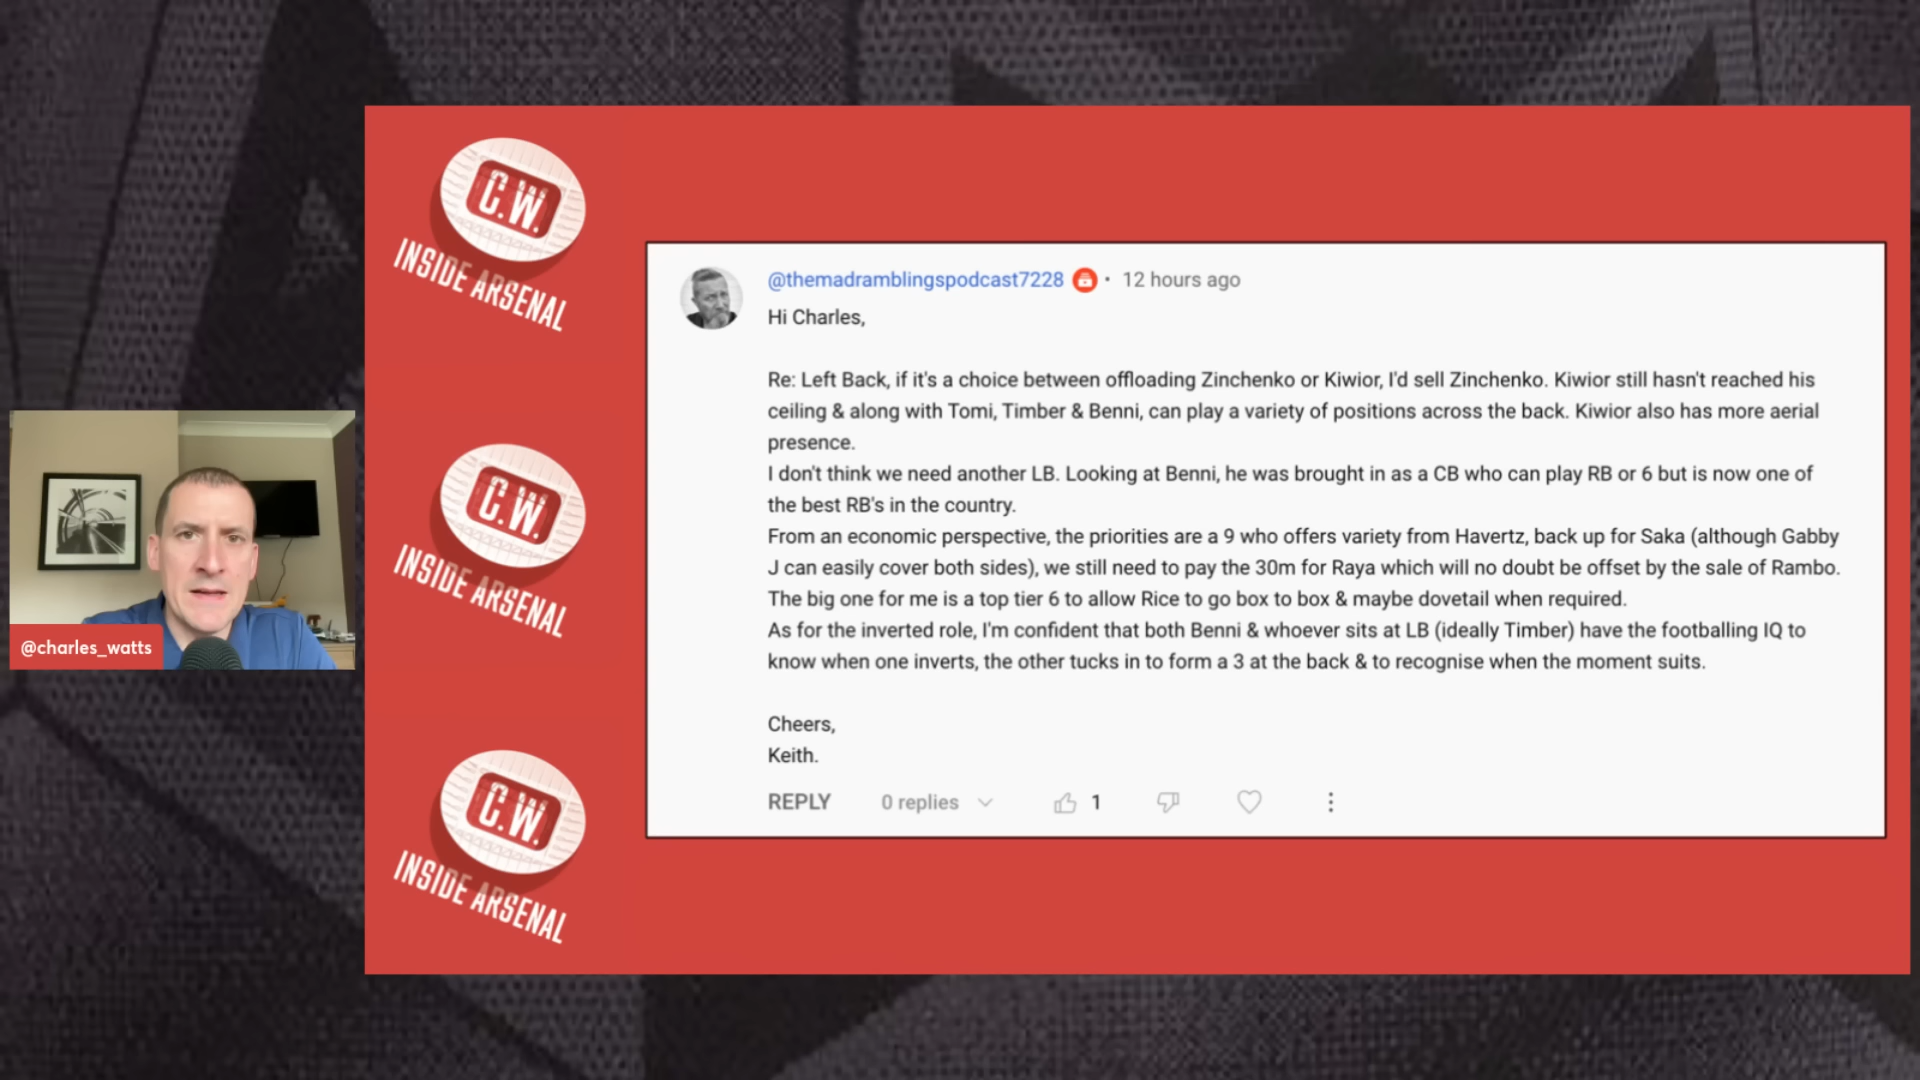 C.W.
INSIDE ARSENAL
C.W.
INSIDE ARSENAL
C.W.
INSIDE ARSENAL
@charles_watts
@themadramblingspodcast7228 • 12 hours ago
Hi Charles,
Re: Left Back, if it's a choice between offloading Zinchenko or Kiwior, I'd sell Zinchenko. Kiwior still hasn't reached his
ceiling & along with Tomi, Timber & Benni, can play a variety of positions across the back. Kiwior also has more aerial
presence.
I don't think we need another LB. Looking at Benni, he was brought in as a CB who can play RB or 6 but is now one of
the best RB's in the country.
From an economic perspective, the priorities are a 9 who offers variety from Havertz, back up for Saka (although Gabby
J can easily cover both sides), we still need to pay the 30m for Raya which will no doubt be offset by the sale of Rambo.
The big one for me is a top tier 6 to allow Rice to go box to box & maybe dovetail when required.
As for the inverted role, I'm confident that both Benni & whoever sits at LB (ideally Timber) have the footballing IQ to
know when one inverts, the other tucks in to form a 3 at the back & to recognise when the moment suits.
Cheers,
Keith.
REPLY 0 replies 1